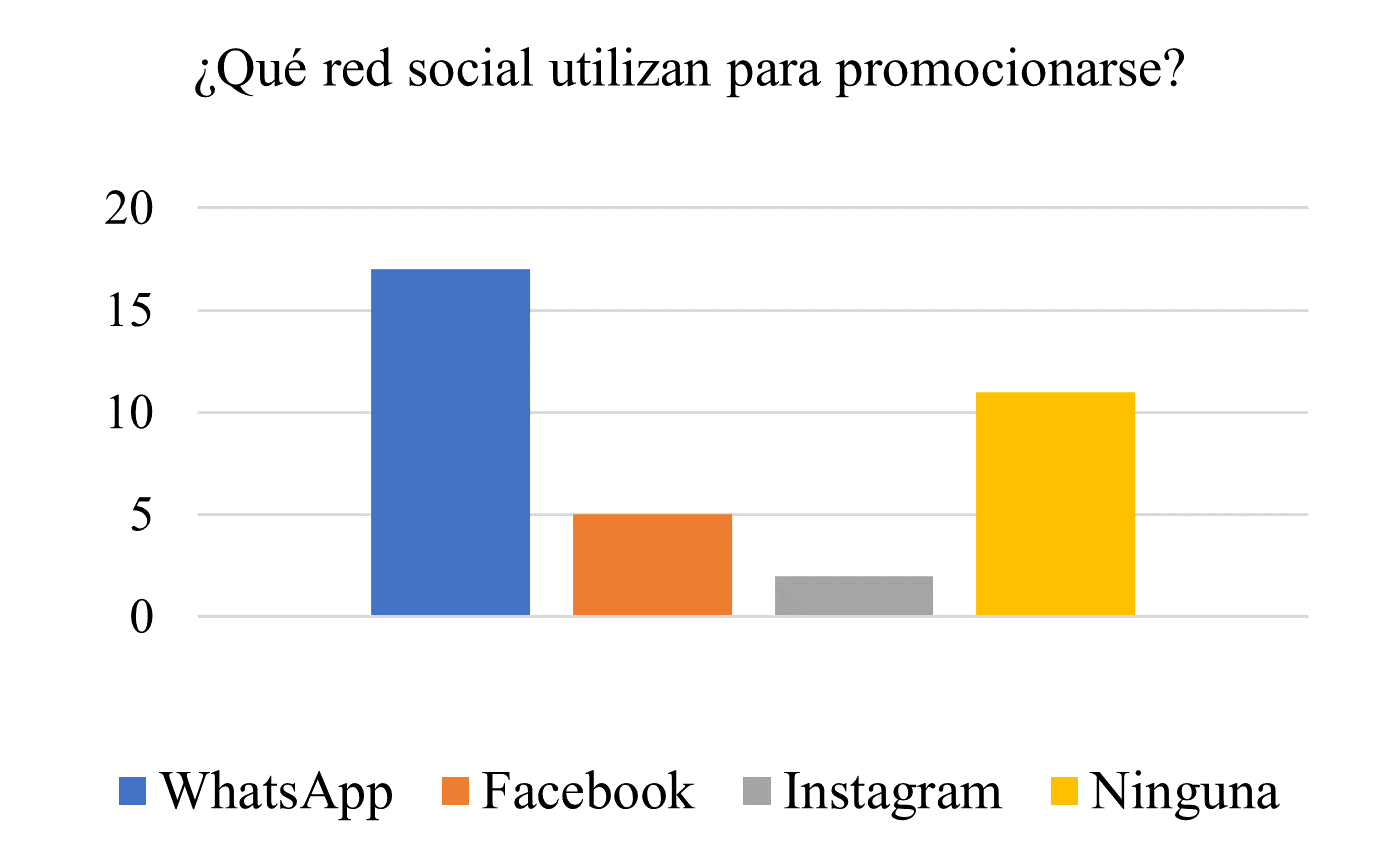 ¿Qué red social utilizan para promocionarse?
20
15
10
5
0
WhatsApp Facebook Instagram Ninguna